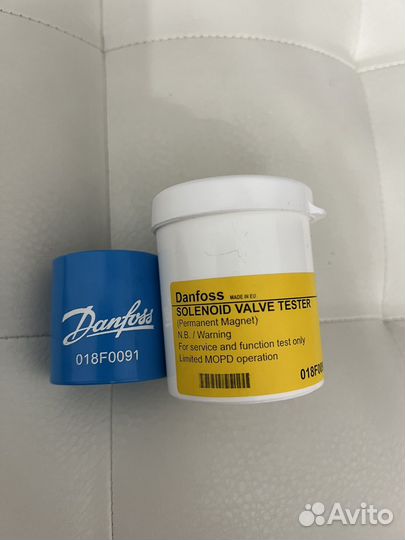 Danfoss
018F0091
Danfoss MADE IN EU
SOLENOID VALVE TESTER
(Permanent Magnet)
N.B. / Warning
For service and function test only
Limited MOPD operation
Avito